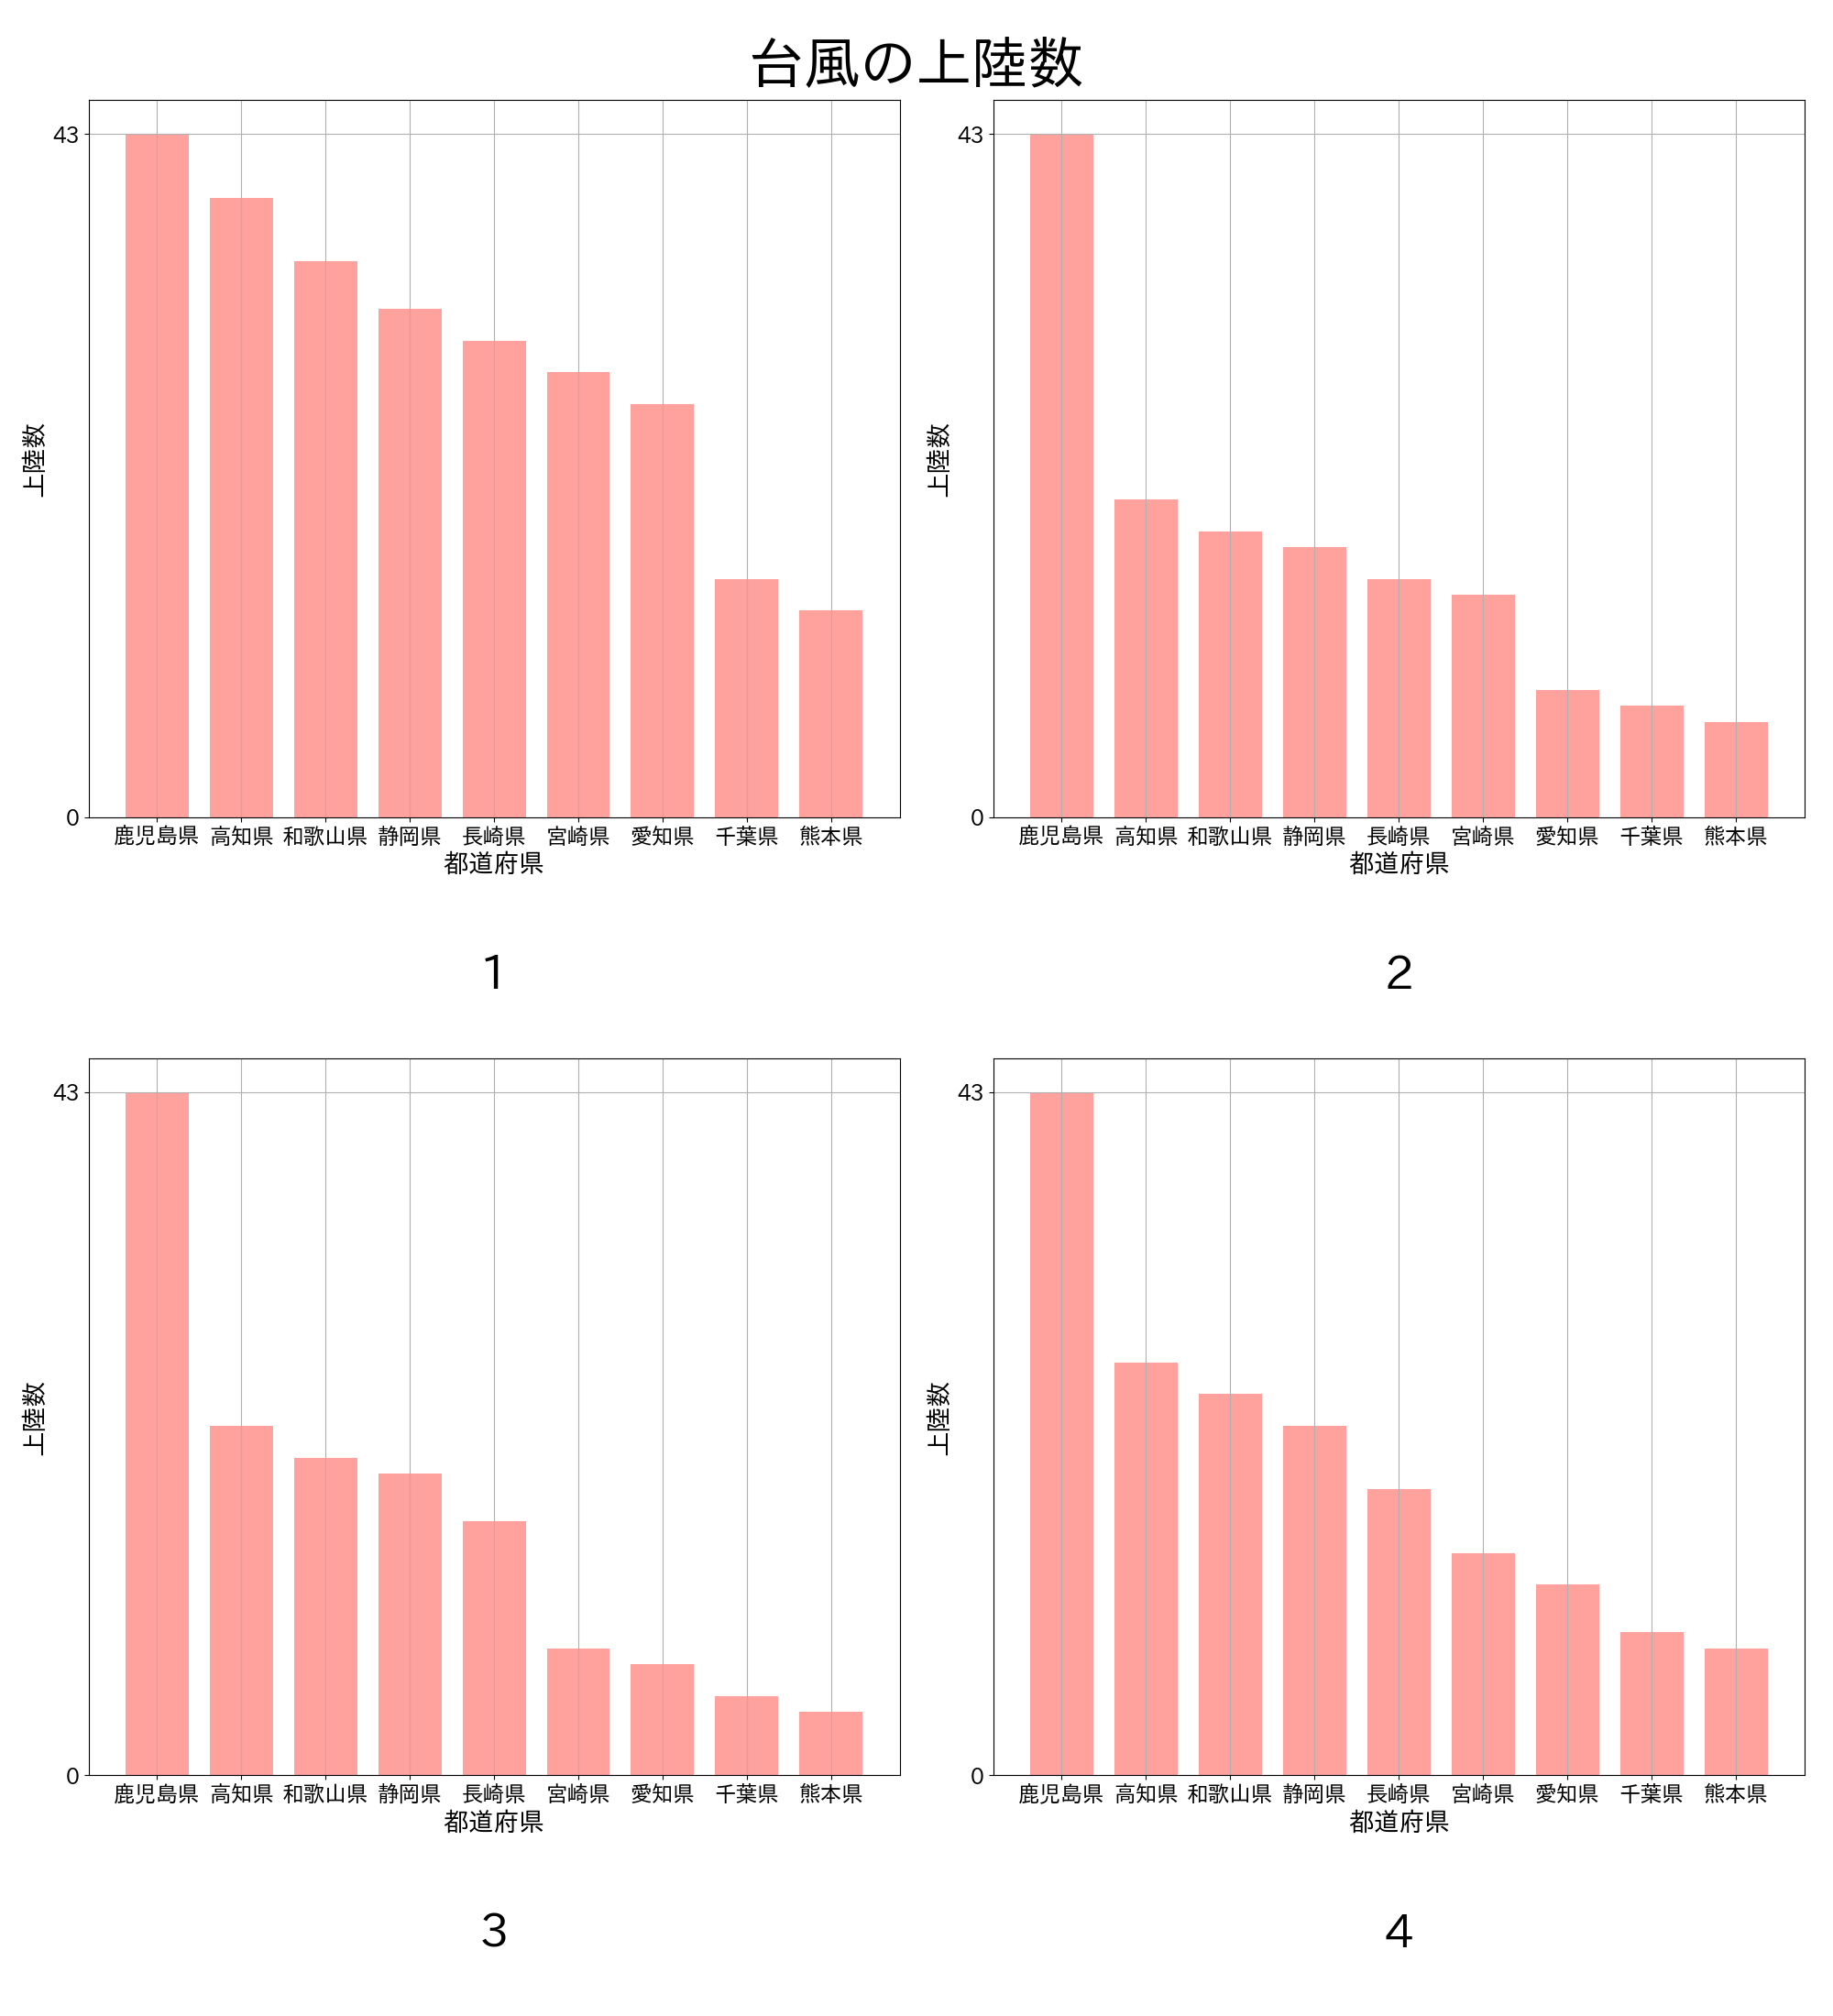 台風の上陸数
43
0
上陸数
鹿児島県 高知県 和歌山県 静岡県 長崎県 宮崎県 愛知県 千葉県 熊本県
都道府県
1
43
0
上陸数
鹿児島県 高知県 和歌山県 静岡県 長崎県 宮崎県 愛知県 千葉県 熊本県
都道府県
2
43
0
上陸数
鹿児島県 高知県 和歌山県 静岡県 長崎県 宮崎県 愛知県 千葉県 熊本県
都道府県
3
43
0
上陸数
鹿児島県 高知県 和歌山県 静岡県 長崎県 宮崎県 愛知県 千葉県 熊本県
都道府県
4